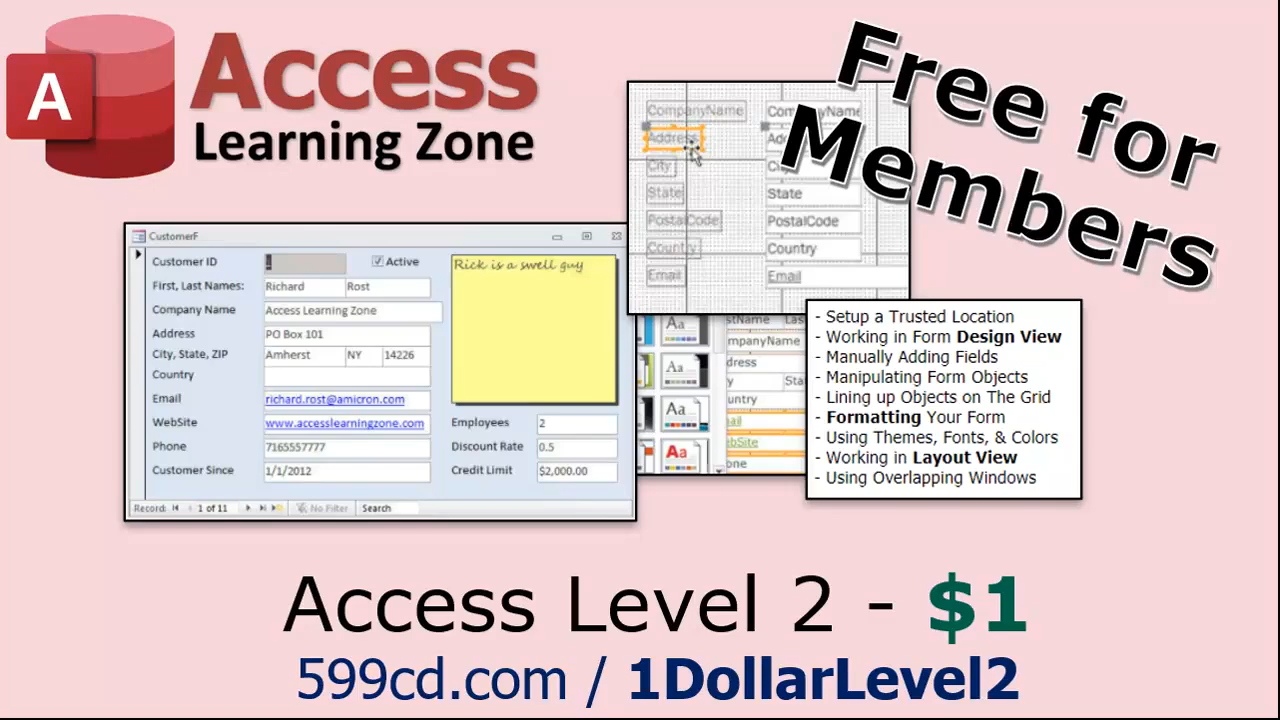 A
Access
Learning Zone
Free for
Members
CompanyName CompanyName
Address
City
State State
PostalCode PostalCode
Country Country
Email Email
CustomerF
Customer ID Active
First, Last Names: Richard Rost
Company Name Access Learning Zone
Address PO Box 101
City, State, ZIP Amherst NY 14226
Country
Email richard.rost@amicron.com
WebSite www.accesslearningzone.com
Phone 7165557777
Customer Since 1/1/2012
Rick is a swell guy
Employees 2
Discount Rate 0.5
Credit Limit $2,000.00
Record: 1 of 11 No Filter Search
Aa
Aa
Aa
Aa
- Setup a Trusted Location
- Working in Form Design View
- Manually Adding Fields
- Manipulating Form Objects
- Lining up Objects on The Grid
- Formatting Your Form
- Using Themes, Fonts, & Colors
- Working in Layout View
- Using Overlapping Windows
Access Level 2 - $1
599cd.com / 1DollarLevel2